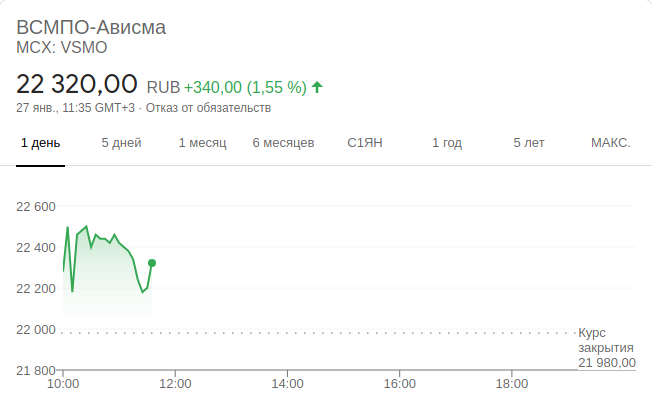 ВСМПО-Ависма
MCX: VSMO
22 320,00 RUB +340,00 (1,55 %)
27 янв., 11:35 GMT+3 · Отказ от обязательств
1 день 5 дней 1 месяц 6 месяцев С1ЯН 1 год 5 лет МАКС.
22 600
22 400
22 200
22 000
Курс
закрытия
21 980,00
21 800
10:00 12:00 14:00 16:00 18:00